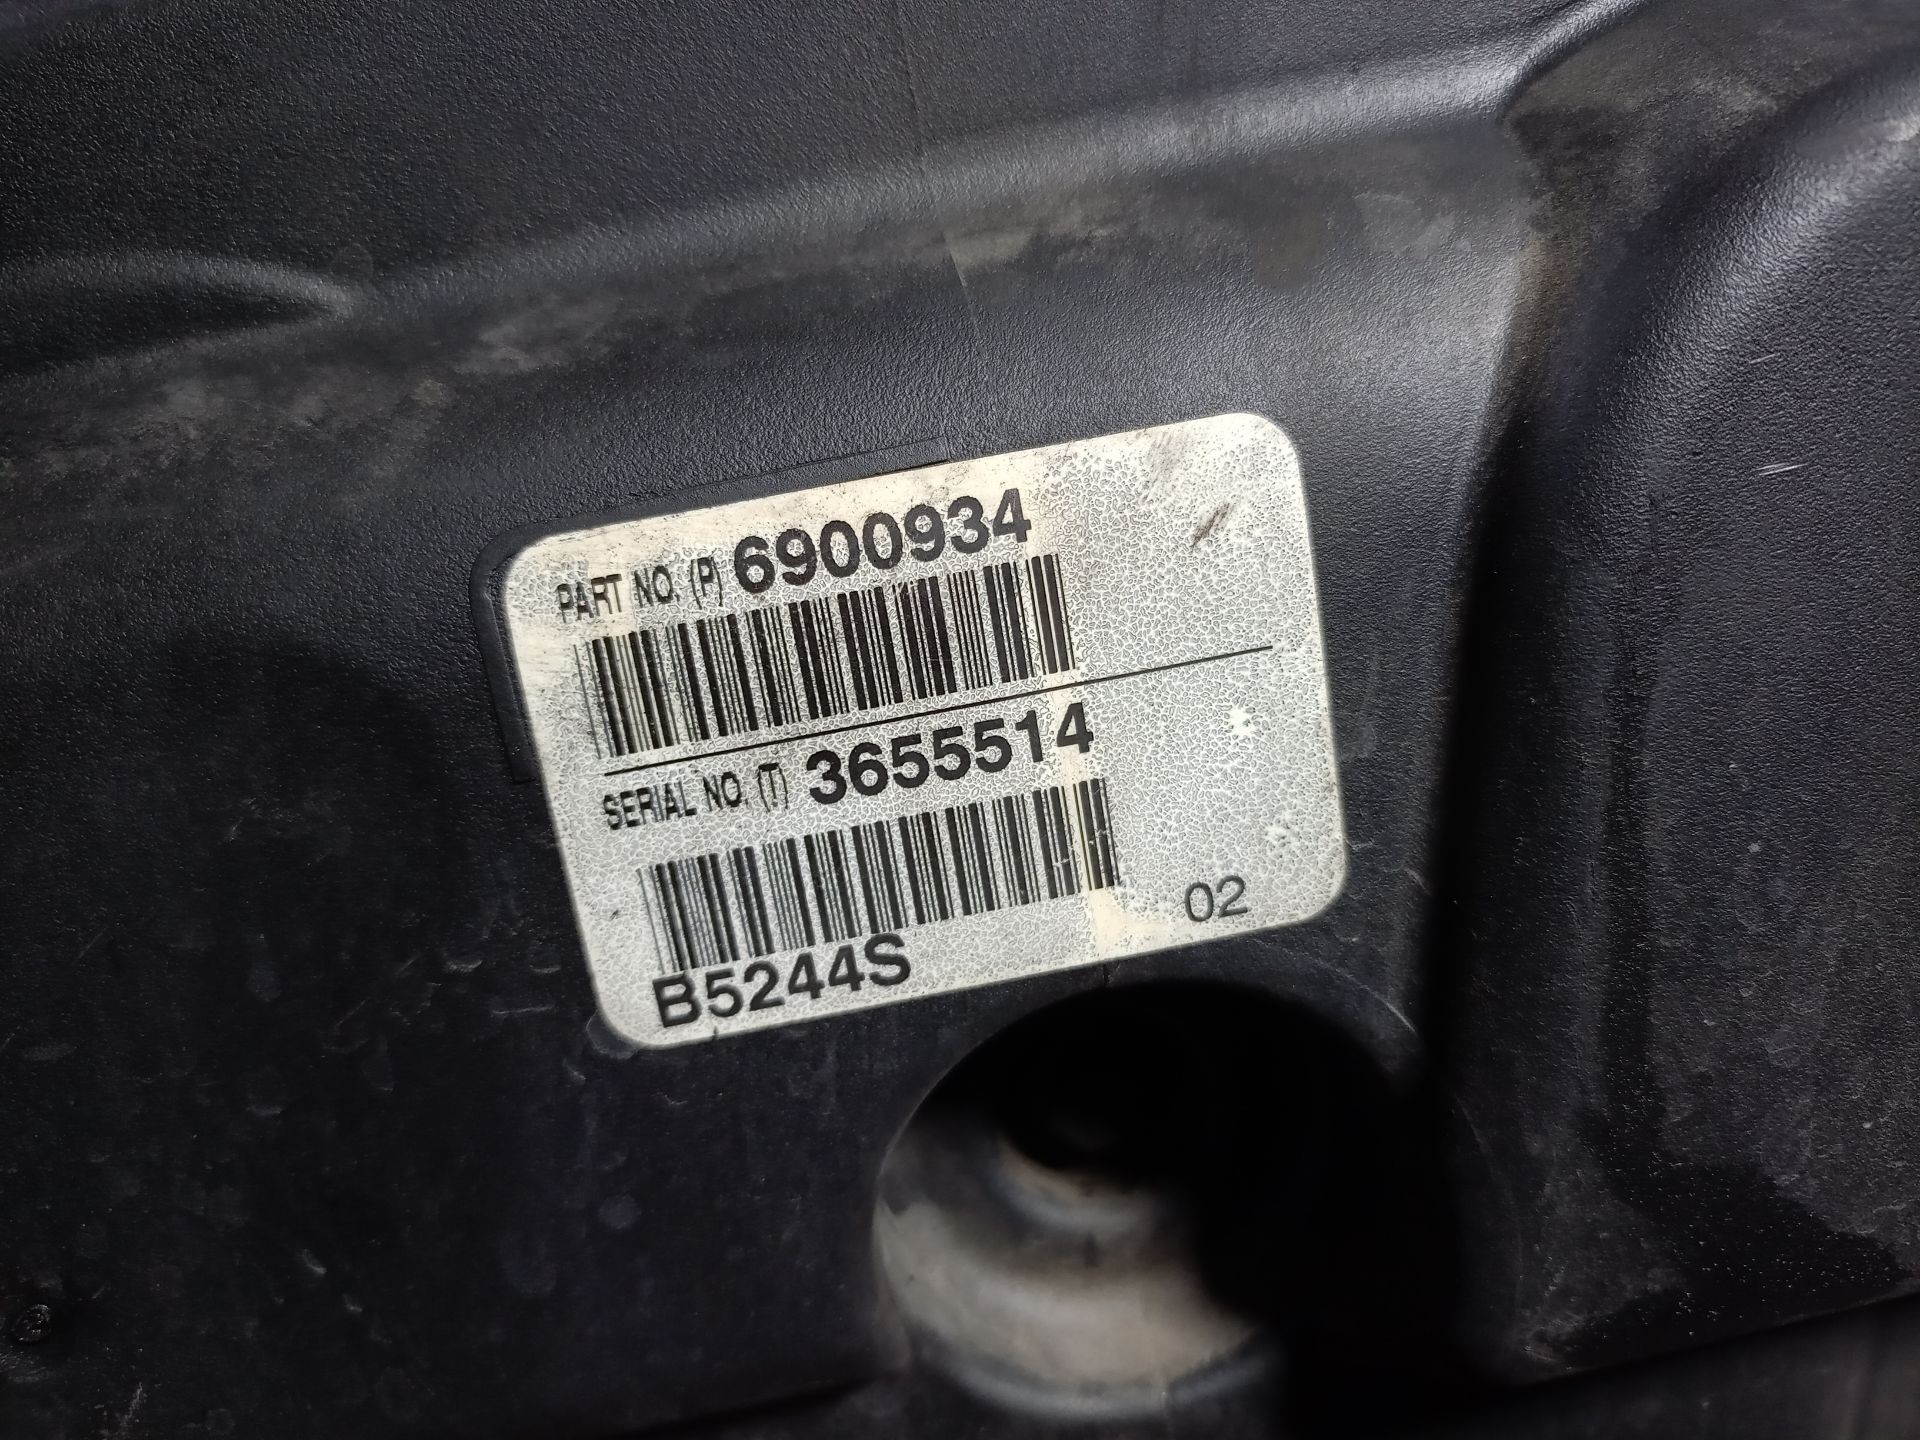 PART NO. (P) 6900934
SERIAL NO. (T) 3655514
B5244S
02